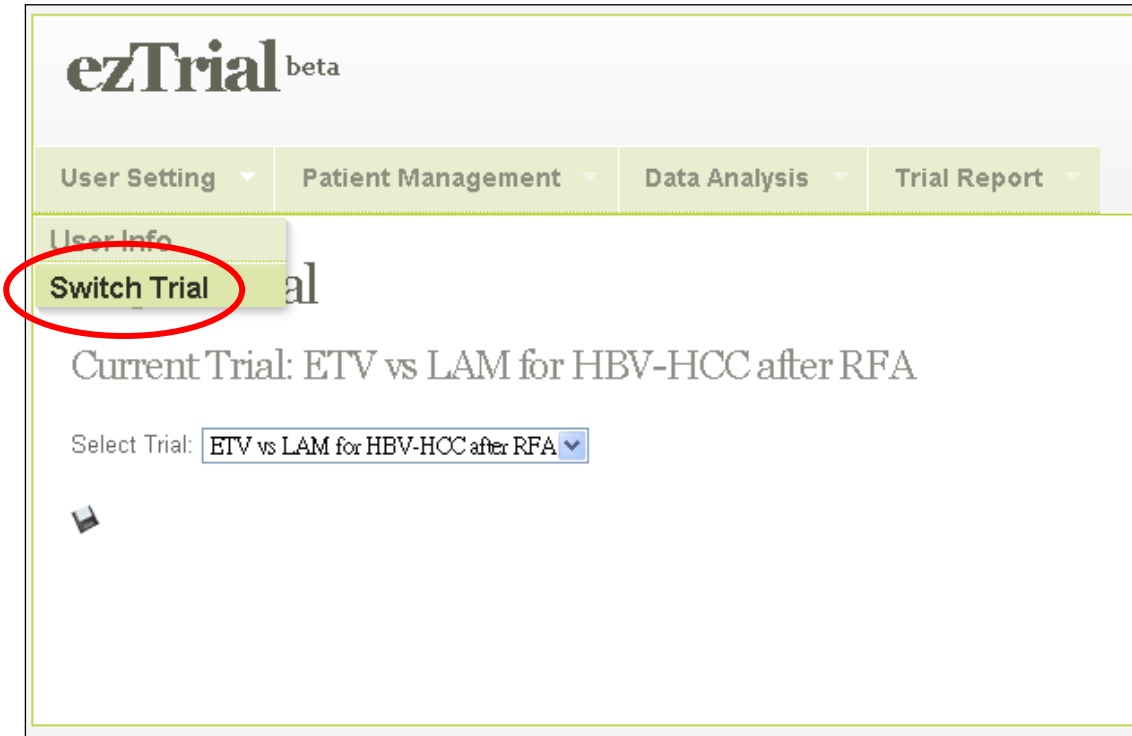 ezTrial beta
User Setting Patient Management Data Analysis Trial Report
User Info
Switch Trial
al
Current Trial: ETV vs LAM for HBV-HCC after RFA
Select Trial: ETV vs LAM for HBV-HCC after RFA